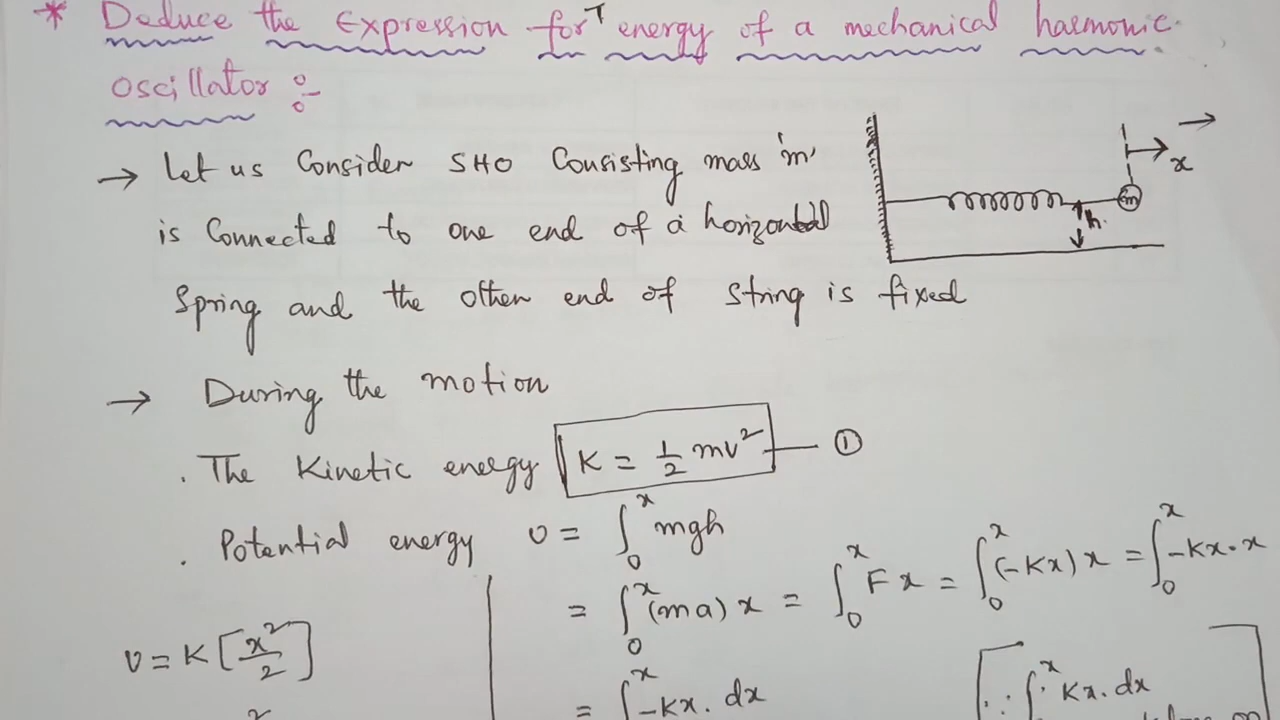 * Deduce the Expression for T energy of a mechanical harmonic
oscillator :-
→ Let us Consider SHO Consisting mass 'm'
is Connected to one end of a horizontal
Spring and the other end of string is fixed
x
m
h
→ During the motion
. The Kinetic energy K = 1/2 mv² — ①
. Potential energy U = ∫₀ˣ mgh
= ∫₀ˣ (ma) x = ∫₀ˣ F x = ∫₀ˣ (-Kx) x = ∫₀ˣ -Kx·x
U = K [x²/2]
= ∫ˣ -Kx. dx
[∵ ∫ˣ Kx. dx